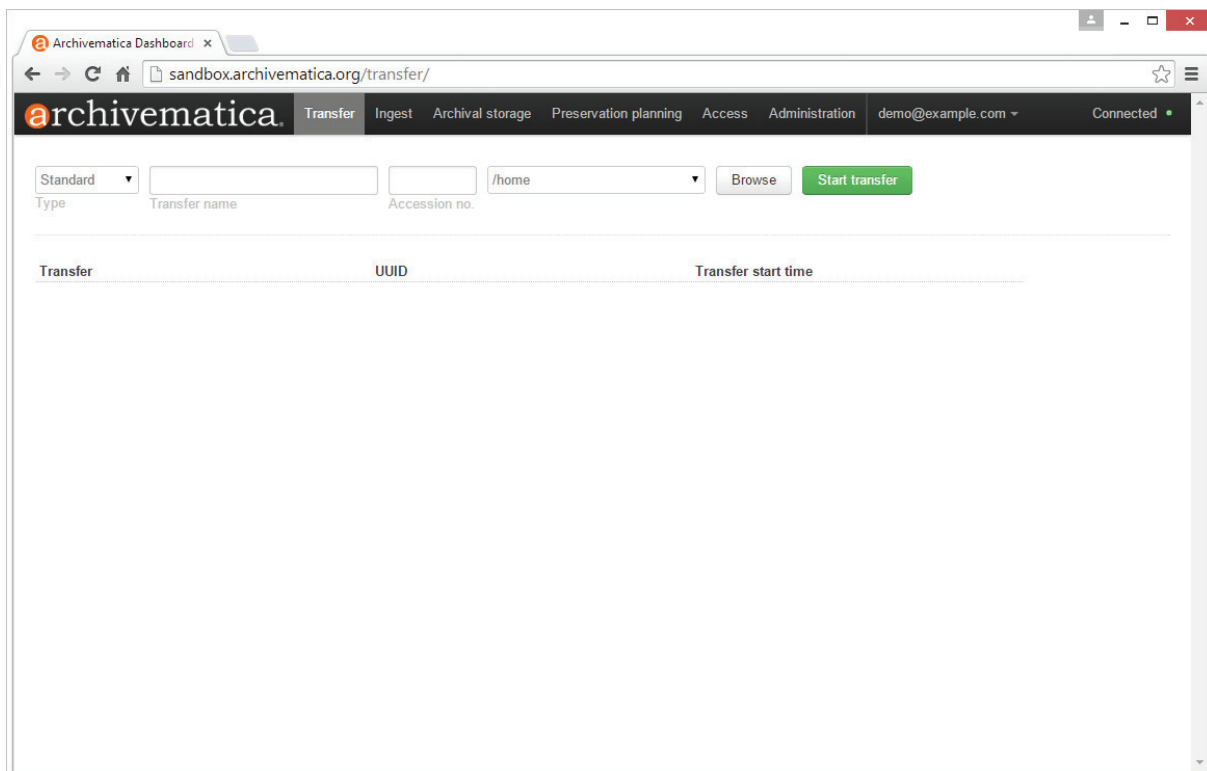 Archivematica Dashboard
sandbox.archivematica.org/transfer/
archivematica. Transfer Ingest Archival storage Preservation planning Access Administration demo@example.com Connected
Standard /home Browse Start transfer
Type Transfer name Accession no.
Transfer UUID Transfer start time